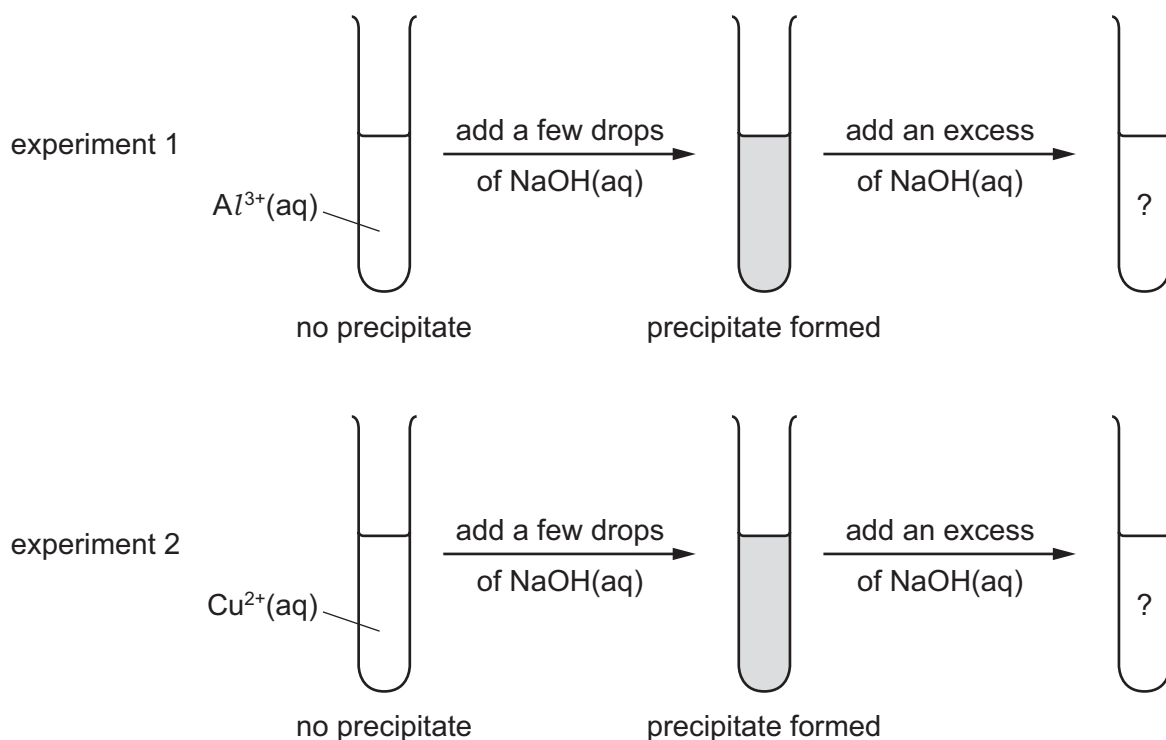 experiment 1
add a few drops
of NaOH(aq)
add an excess
of NaOH(aq)
Al³⁺(aq)
?
no precipitate
precipitate formed
experiment 2
add a few drops
of NaOH(aq)
add an excess
of NaOH(aq)
Cu²⁺(aq)
?
no precipitate
precipitate formed